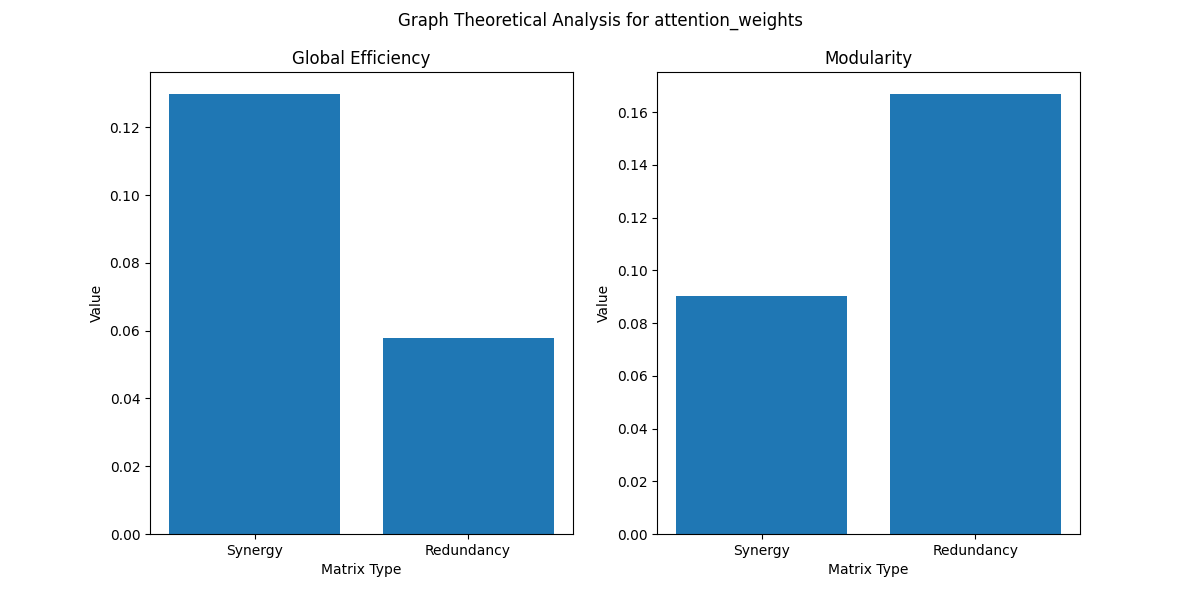 Graph Theoretical Analysis for attention_weights
Global Efficiency
Value
0.12
0.10
0.08
0.06
0.04
0.02
0.00
Synergy
Redundancy
Matrix Type
Modularity
Value
0.16
0.14
0.12
0.10
0.08
0.06
0.04
0.02
0.00
Synergy
Redundancy
Matrix Type